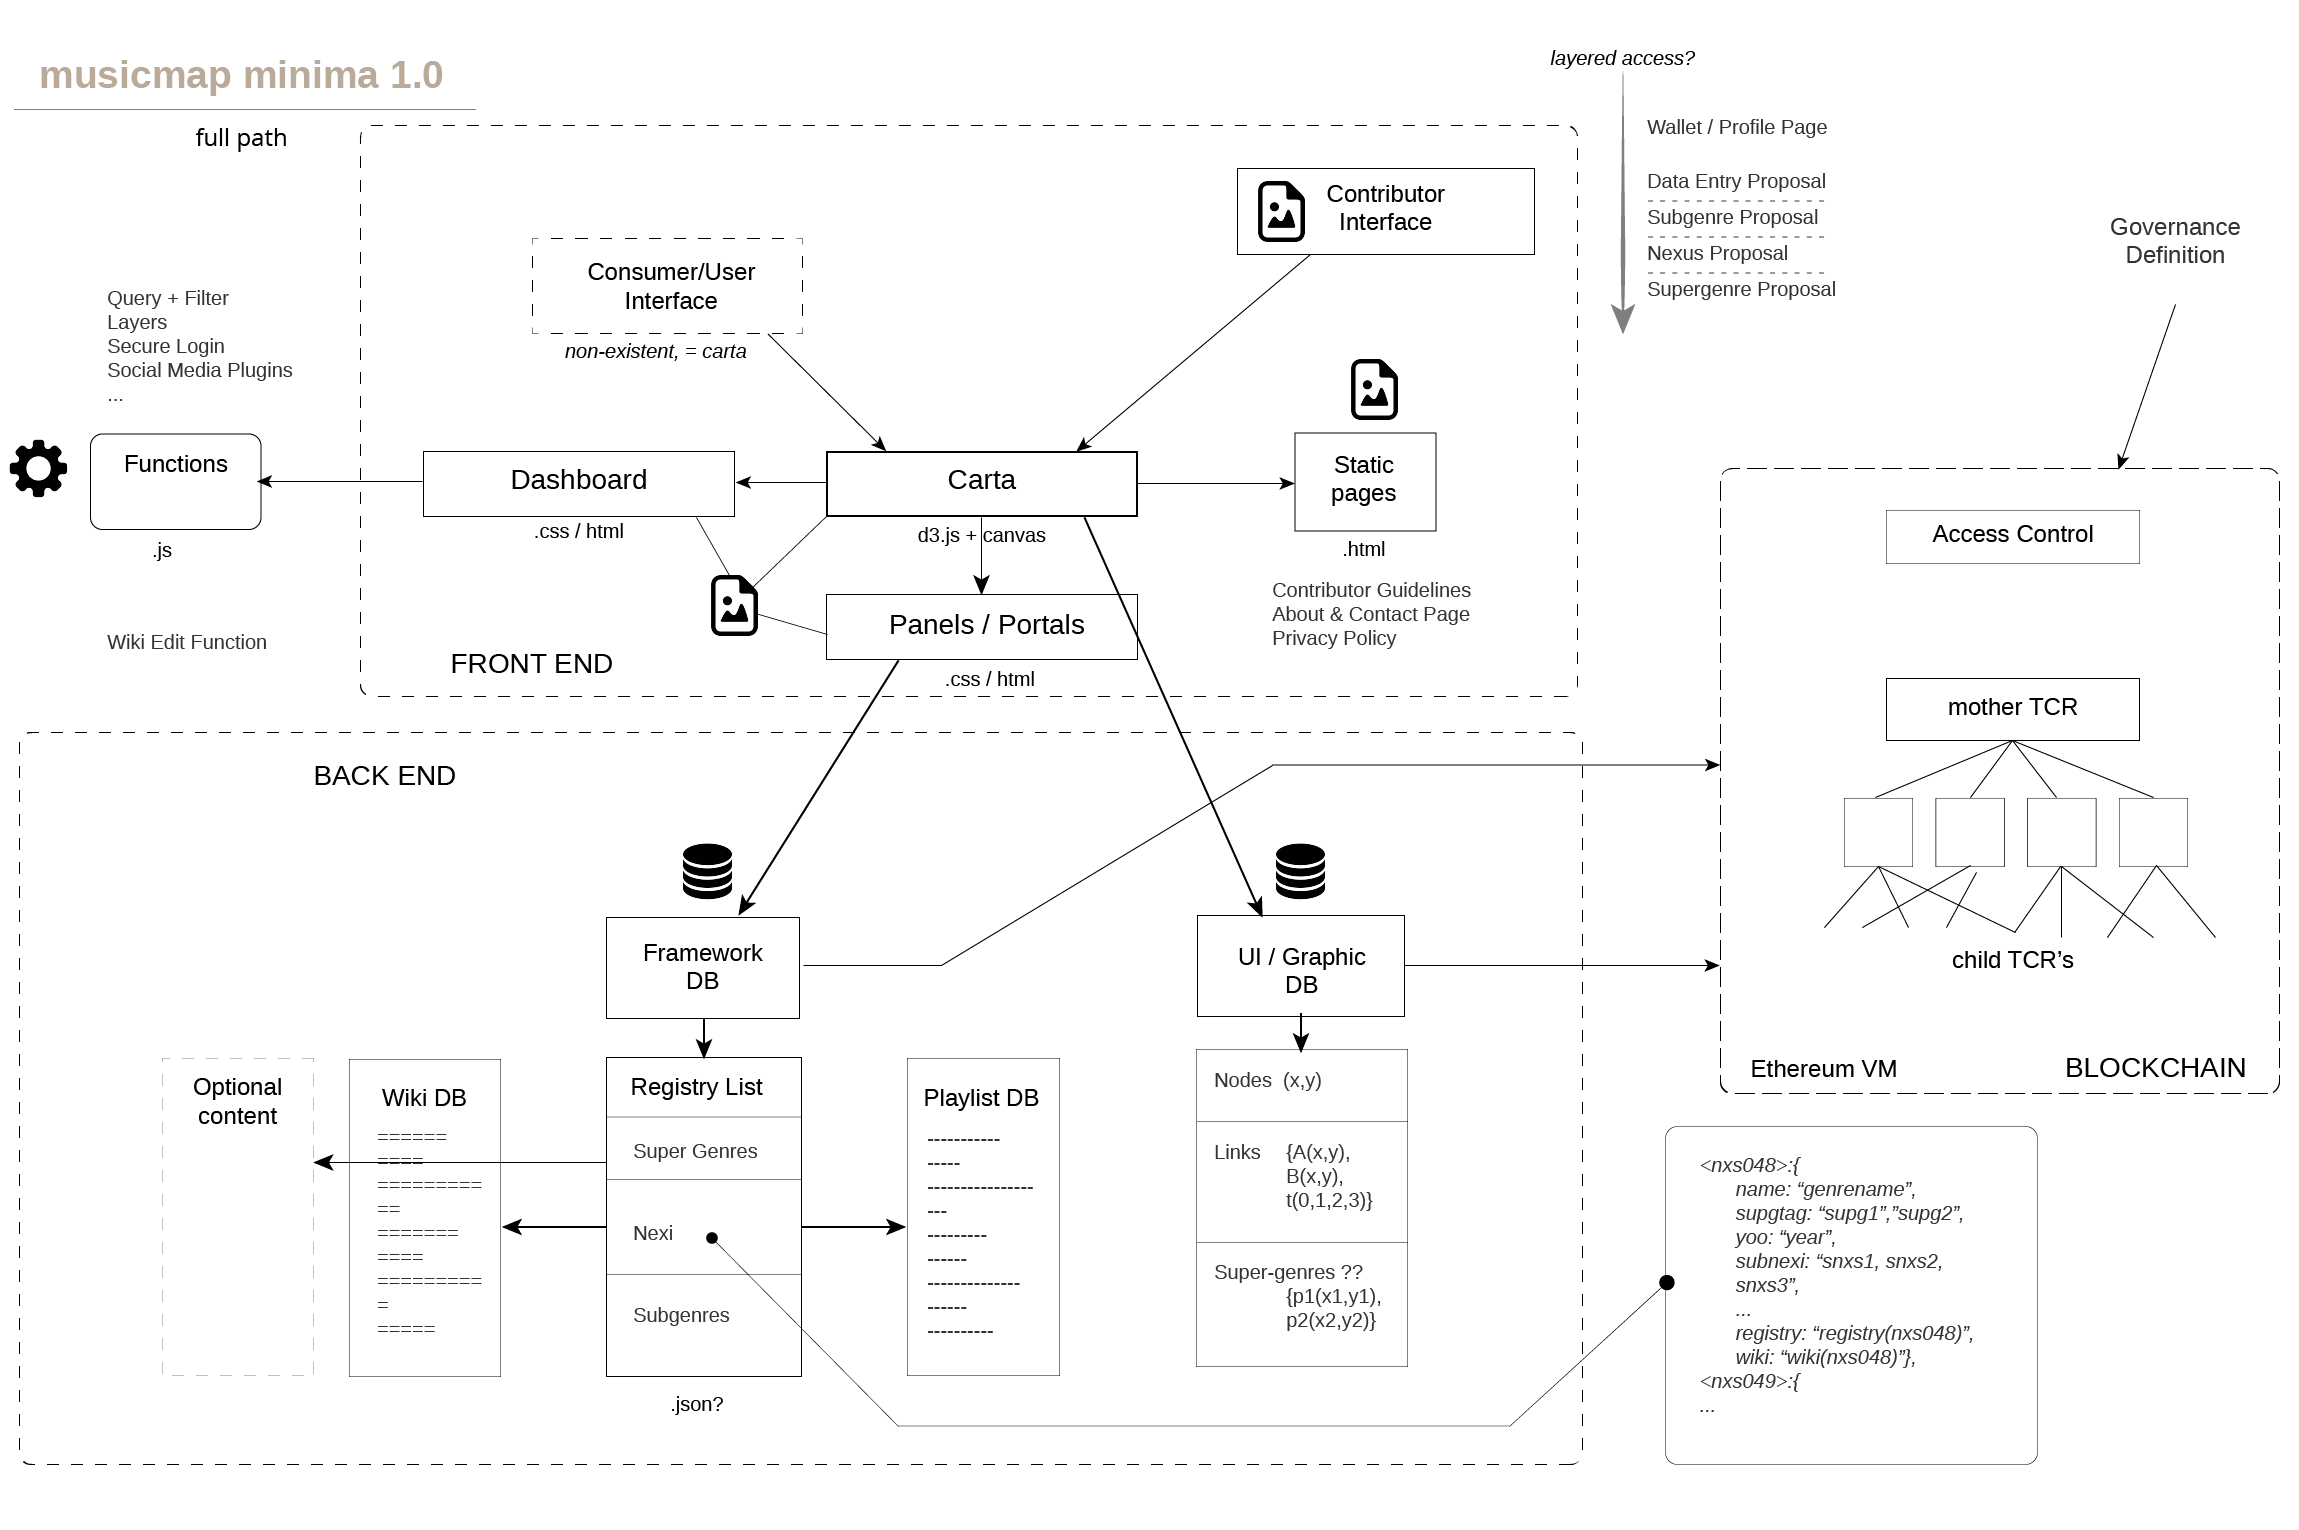 musicmap minima 1.0
full path
layered access?
Wallet / Profile Page
Data Entry Proposal
Subgenre Proposal
Nexus Proposal
Supergenre Proposal
Governance
Definition
Contributor
Interface
Consumer/User
Interface
non-existent, = carta
Query + Filter
Layers
Secure Login
Social Media Plugins
...
Functions
.js
Wiki Edit Function
Dashboard
.css / html
Carta
d3.js + canvas
Static
pages
.html
Contributor Guidelines
About & Contact Page
Privacy Policy
Panels / Portals
.css / html
FRONT END
BACK END
Access Control
mother TCR
child TCR’s
Ethereum VM
BLOCKCHAIN
Framework
DB
UI / Graphic
DB
Optional
content
Wiki DB
======
====
=========
==
=======
====
=========
=
=====
Registry List
Super Genres
Nexi
Subgenres
.json?
Playlist DB
-----------
-----
----------------
---
---------
------
--------------
------
----------
Nodes (x,y)
Links {A(x,y),
B(x,y),
t(0,1,2,3)}
Super-genres ??
{p1(x1,y1),
p2(x2,y2)}
<nxs048>:{
name: “genrename”,
supgtag: “supg1”,”supg2”,
yoo: “year”,
subnexi: “snxs1, snxs2,
snxs3”,
...
registry: “registry(nxs048)”,
wiki: “wiki(nxs048)”},
<nxs049>:{
...